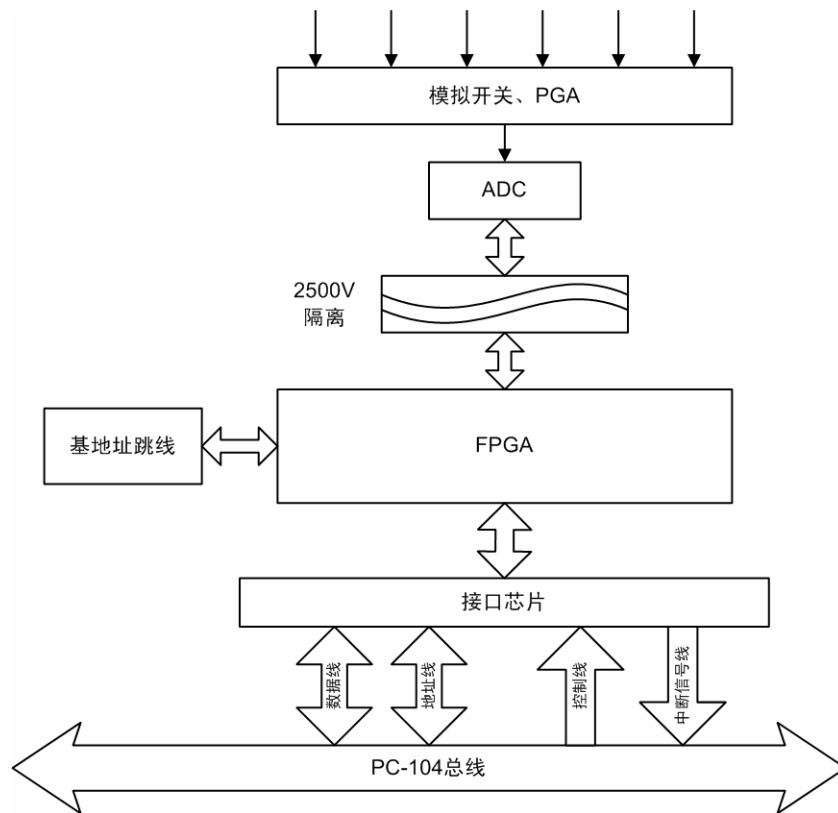 模拟开关、PGA
ADC
2500V
隔离
基地址跳线
FPGA
接口芯片
数据线
地址线
控制线
中断信号线
PC-104总线